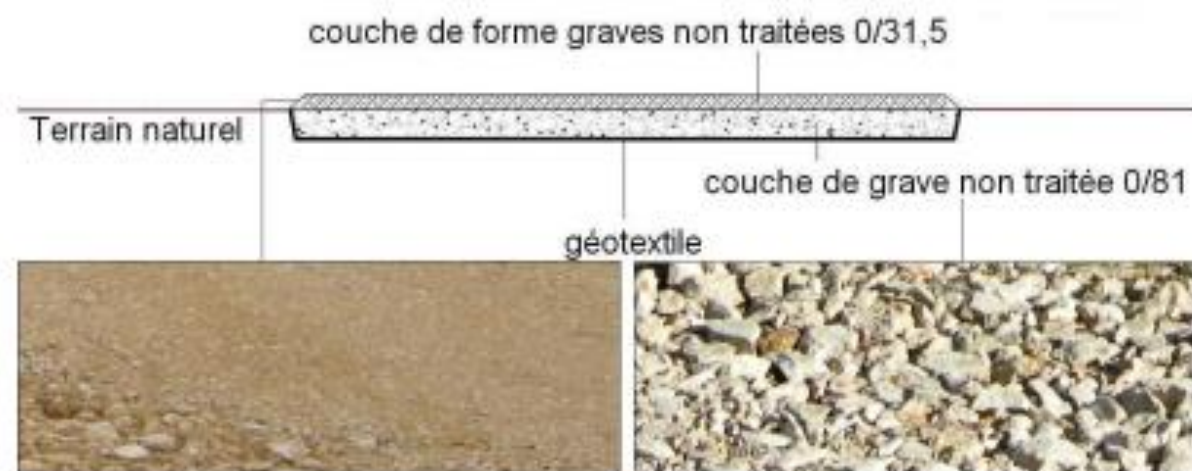 couche de forme graves non traitées 0/31,5
Terrain naturel
couche de grave non traitée 0/81
géotextile